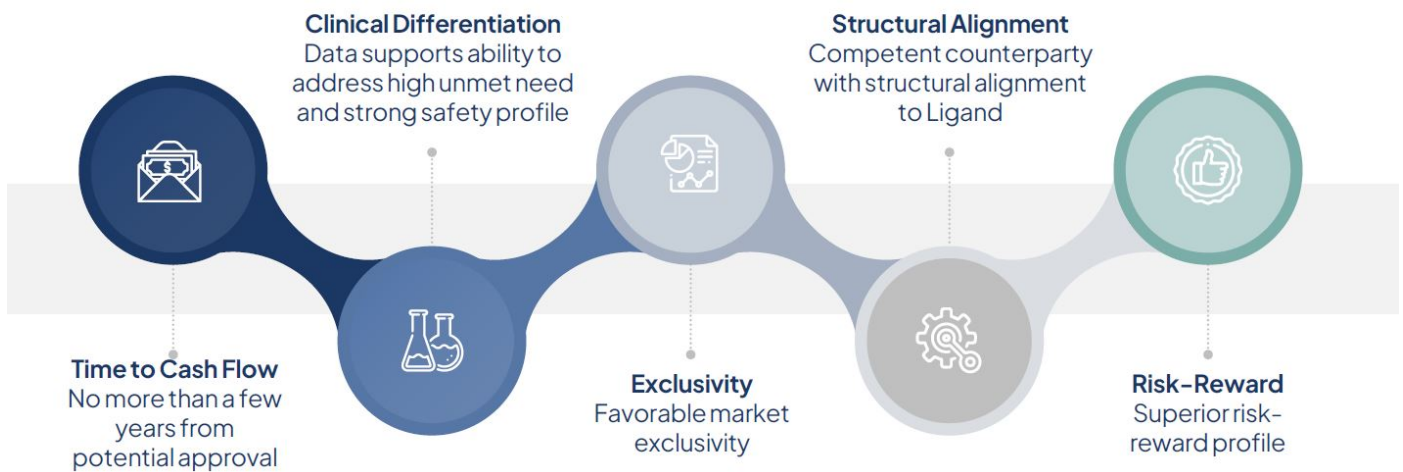 Clinical Differentiation
Data supports ability to
address high unmet need
and strong safety profile
Structural Alignment
Competent counterparty
with structural alignment
to Ligand
$
Time to Cash Flow
No more than a few
years from
potential approval
Exclusivity
Favorable market
exclusivity
Risk-Reward
Superior risk-
reward profile